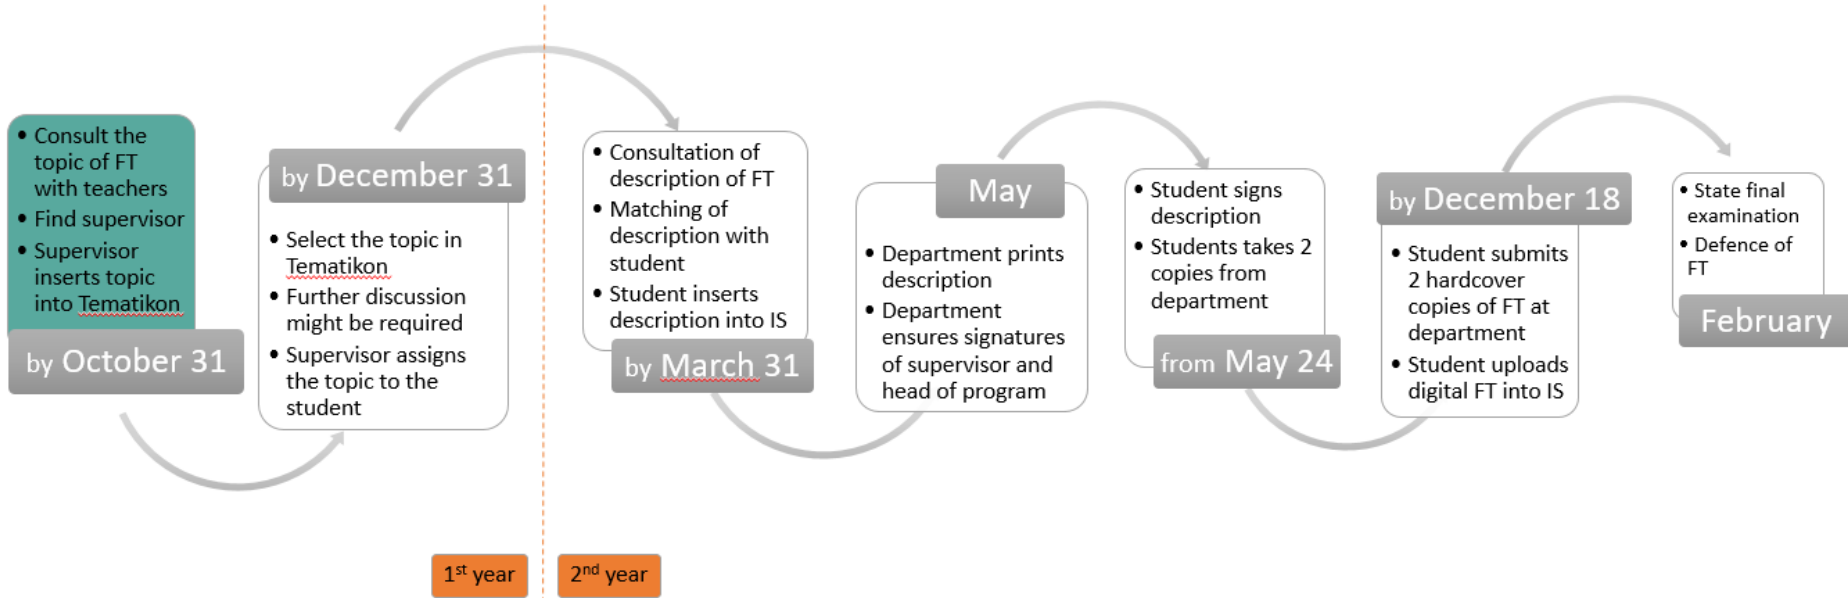 • Consult the
topic of FT
with teachers
• Find supervisor
• Supervisor
inserts topic
into Tematikon
by October 31
by December 31
• Select the topic in
Tematikon
• Further discussion
might be required
• Supervisor assigns
the topic to the
student
• Consultation of
description of FT
• Matching of
description with
student
• Student inserts
description into IS
by March 31
May
• Department prints
description
• Department
ensures signatures
of supervisor and
head of program
• Student signs
description
• Students takes 2
copies from
department
from May 24
by December 18
• Student submits
2 hardcover
copies of FT at
department
• Student uploads
digital FT into IS
• State final
examination
• Defence of
FT
February
1st year
2nd year